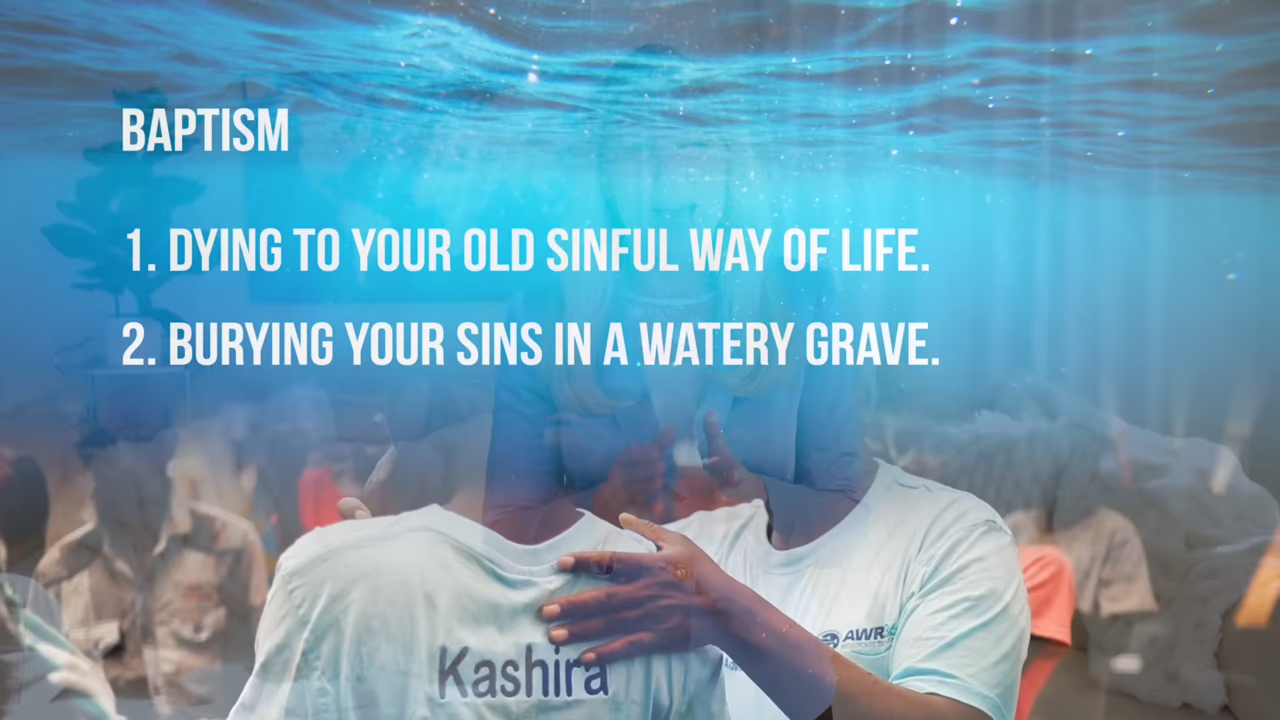 BAPTISM
1. DYING TO YOUR OLD SINFUL WAY OF LIFE.
2. BURYING YOUR SINS IN A WATERY GRAVE.
AWR
Kashira